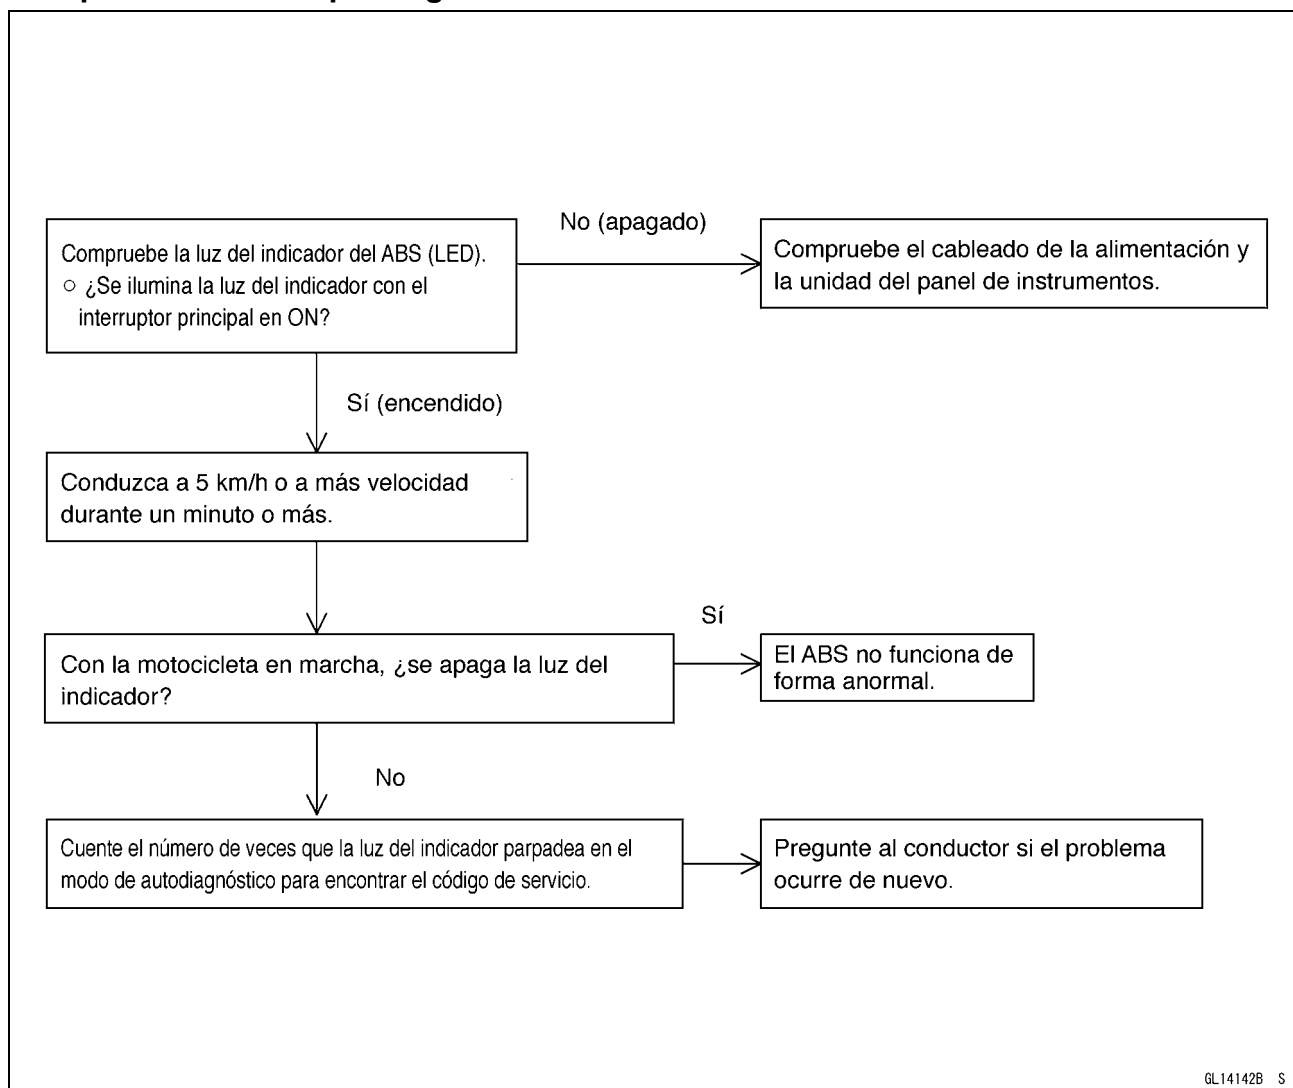 No (apagado)
Compruebe la luz del indicador del ABS (LED).
○ ¿Se ilumina la luz del indicador con el
interruptor principal en ON?
Compruebe el cableado de la alimentación y
la unidad del panel de instrumentos.
Sí (encendido)
Conduzca a 5 km/h o a más velocidad
durante un minuto o más.
Sí
Con la motocicleta en marcha, ¿se apaga la luz del
indicador?
El ABS no funciona de
forma anormal.
No
Cuente el número de veces que la luz del indicador parpadea en el
modo de autodiagnóstico para encontrar el código de servicio.
Pregunte al conductor si el problema
ocurre de nuevo.
GL14142B S